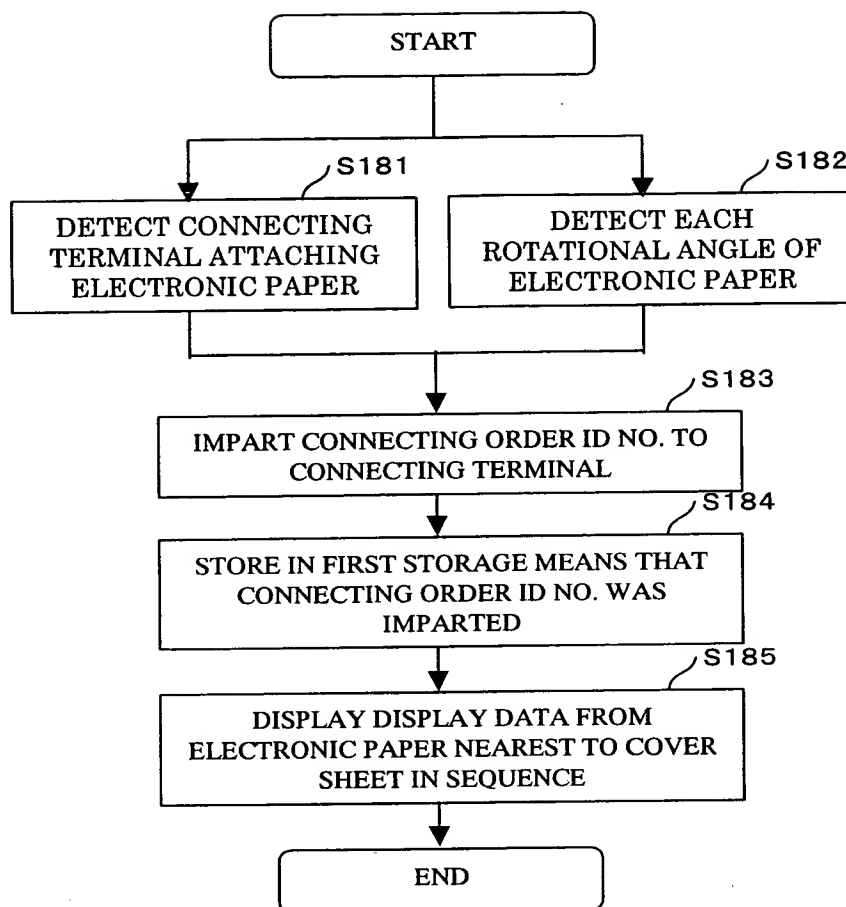 START
S181
S182
DETECT CONNECTING
TERMINAL ATTACHING
ELECTRONIC PAPER
DETECT EACH
ROTATIONAL ANGLE OF
ELECTRONIC PAPER
S183
IMPART CONNECTING ORDER ID NO. TO
CONNECTING TERMINAL
S184
STORE IN FIRST STORAGE MEANS THAT
CONNECTING ORDER ID NO. WAS
IMPARTED
S185
DISPLAY DISPLAY DATA FROM
ELECTRONIC PAPER NEAREST TO COVER
SHEET IN SEQUENCE
END